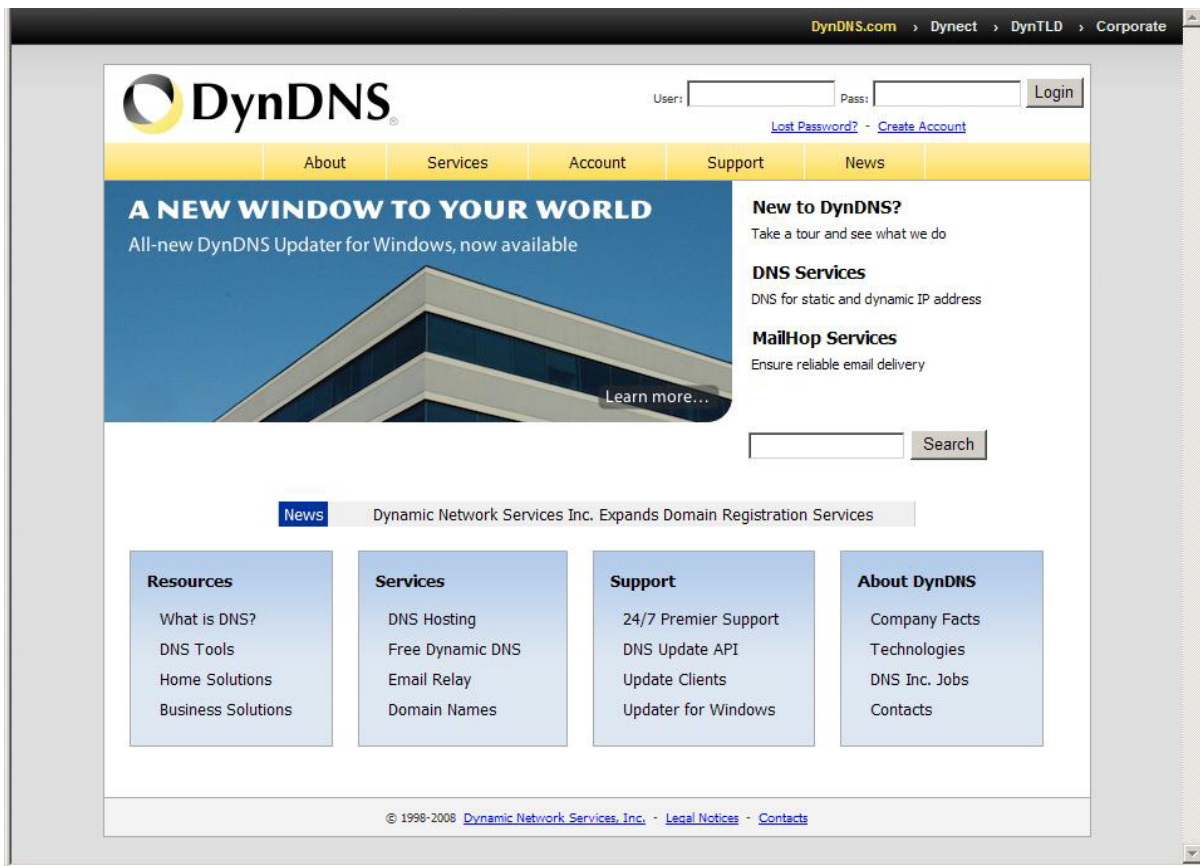 DynDNS.com › Dynect › DynTLD › Corporate
DynDNS®
User: Pass: Login
Lost Password? - Create Account
About Services Account Support News
A NEW WINDOW TO YOUR WORLD
All-new DynDNS Updater for Windows, now available
Learn more...
New to DynDNS?
Take a tour and see what we do
DNS Services
DNS for static and dynamic IP address
MailHop Services
Ensure reliable email delivery
Search
News Dynamic Network Services Inc. Expands Domain Registration Services
Resources
What is DNS?
DNS Tools
Home Solutions
Business Solutions
Services
DNS Hosting
Free Dynamic DNS
Email Relay
Domain Names
Support
24/7 Premier Support
DNS Update API
Update Clients
Updater for Windows
About DynDNS
Company Facts
Technologies
DNS Inc. Jobs
Contacts
© 1998-2008 Dynamic Network Services, Inc. - Legal Notices - Contacts